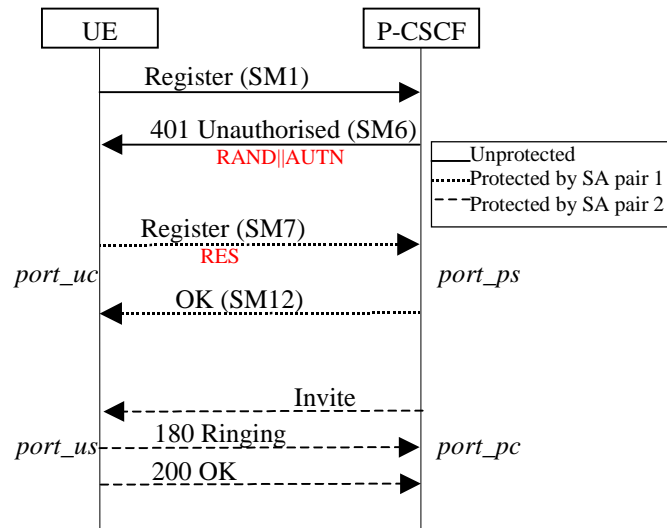 UE
P-CSCF
Register (SM1)
401 Unauthorised (SM6)
RAND||AUTN
Unprotected
Protected by SA pair 1
Protected by SA pair 2
Register (SM7)
RES
port_uc
port_ps
OK (SM12)
Invite
180 Ringing
port_us
port_pc
200 OK